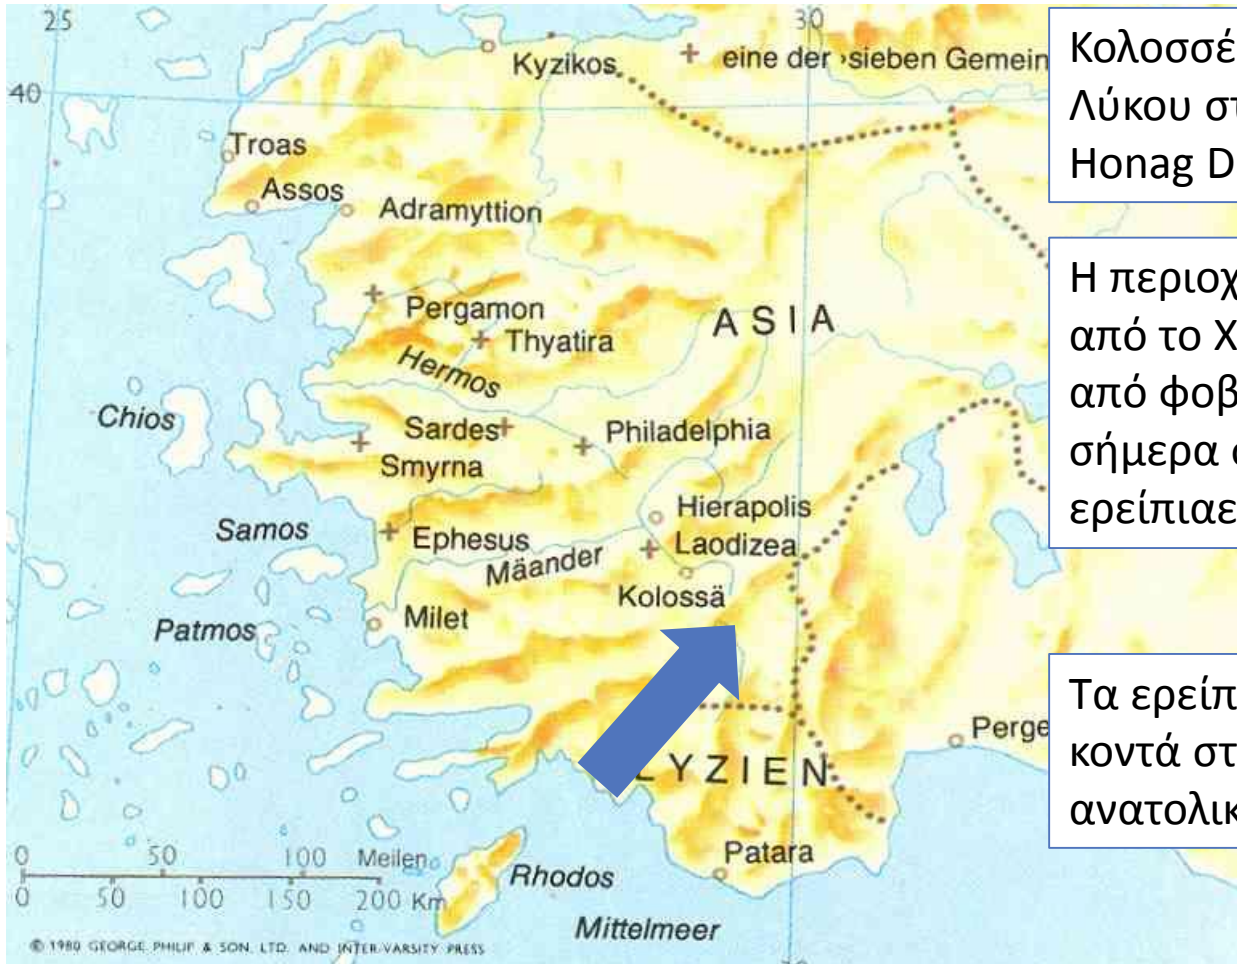 25
30
40
Kyzikos
eine der ›sieben Gemein
Troas
Assos
Adramyttion
Pergamon
Thyatira
ASIA
Hermos
Chios
Sardes
Philadelphia
Smyrna
Hierapolis
Samos
Ephesus
Laodizea
Mäander
Kolossä
Milet
Patmos
Perge
LYZIEN
Patara
0 50 100 Meilen
0 50 100 150 200 Km
Rhodos
Mittelmeer
© 1980 GEORGE PHILIP & SON. LTD. AND INTER-VARSITY PRESS
Κολοσσέ
Λύκου στ
Honag D
Η περιοχ
από το Χ
από φοβ
σήμερα
ερείπιαε
Τα ερείπ
κοντά στ
ανατολικ